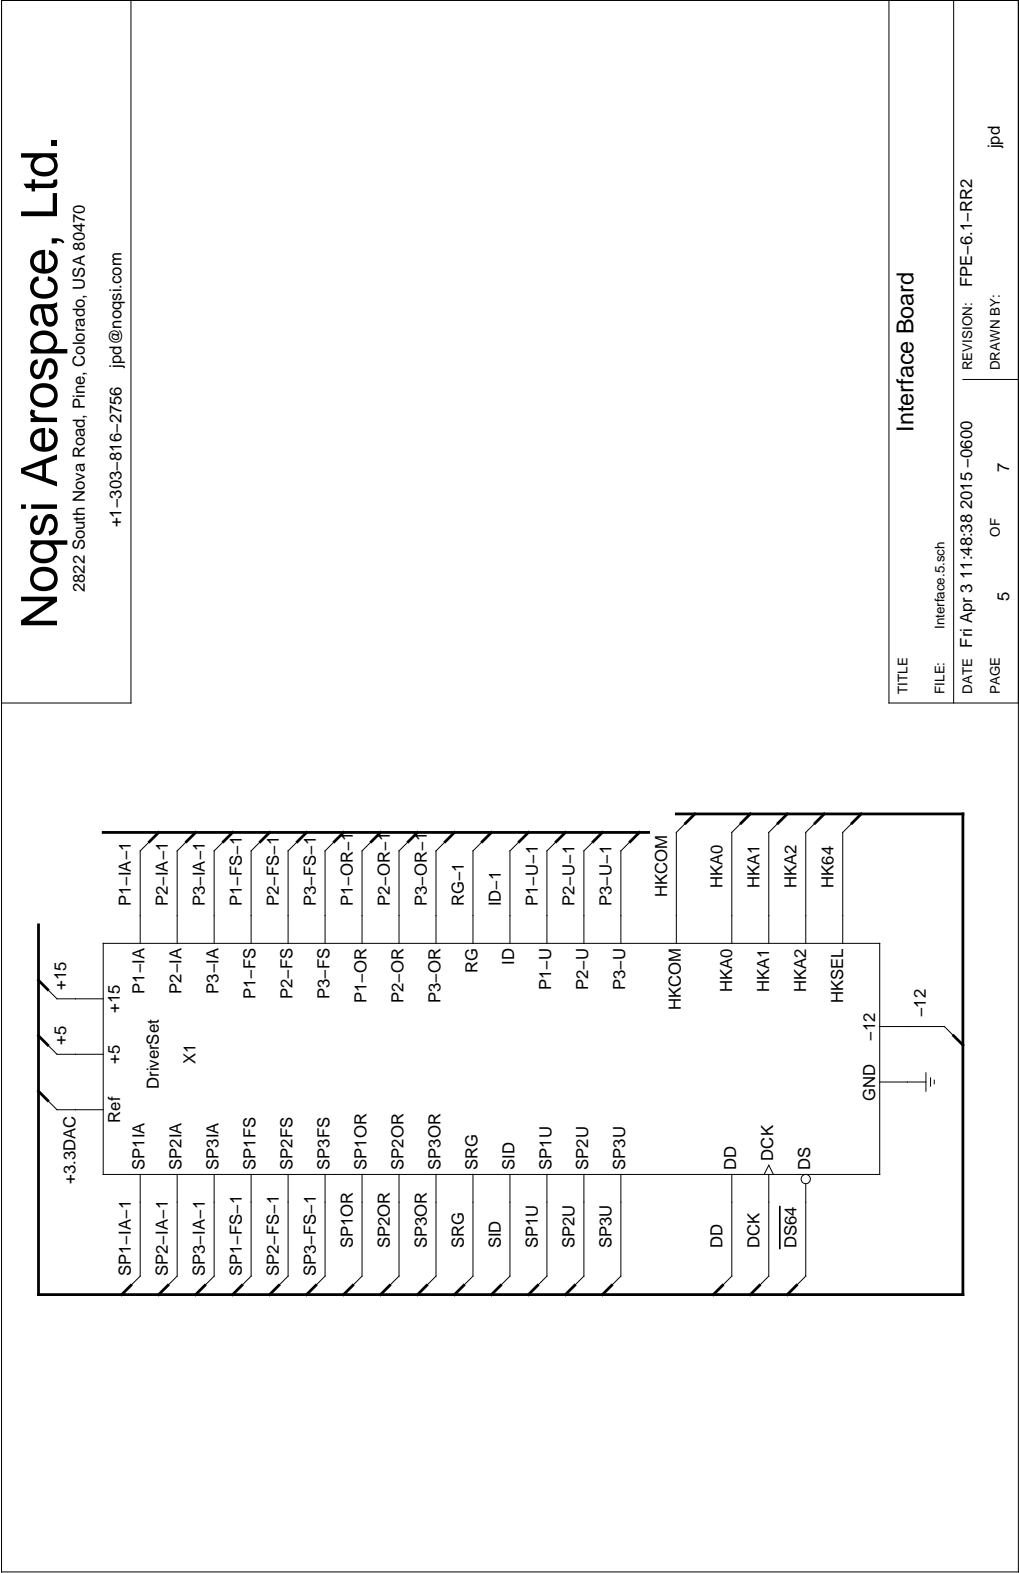 Noqsi Aerospace, Ltd.
2822 South Nova Road, Pine, Colorado, USA 80470
+1−303−816−2756 jpd@noqsi.com
+3.3DAC
+5
+15
Ref
+5
+15
DriverSet
X1
SP1−IA−1
SP1IA
P1−IA
P1−IA−1
SP2−IA−1
SP2IA
P2−IA
P2−IA−1
SP3−IA−1
SP3IA
P3−IA
P3−IA−1
SP1−FS−1
SP1FS
P1−FS
P1−FS−1
SP2−FS−1
SP2FS
P2−FS
P2−FS−1
SP3−FS−1
SP3FS
P3−FS
P3−FS−1
SP1OR
SP1OR
P1−OR
P1−OR−1
SP2OR
SP2OR
P2−OR
P2−OR−1
SP3OR
SP3OR
P3−OR
P3−OR−1
SRG
SRG
RG
RG−1
SID
SID
ID
ID−1
SP1U
SP1U
P1−U
P1−U−1
SP2U
SP2U
P2−U
P2−U−1
SP3U
SP3U
P3−U
P3−U−1
HKCOM
HKCOM
DD
DD
HKA0
HKA0
DCK
DCK
HKA1
HKA1
DS64
DS
HKA2
HKA2
HKSEL
HK64
GND
−12
−12
TITLE
Interface Board
FILE: Interface.5.sch
DATE Fri Apr 3 11:48:38 2015 −0600
REVISION: FPE−6.1−RR2
PAGE 5 OF 7
DRAWN BY: jpd